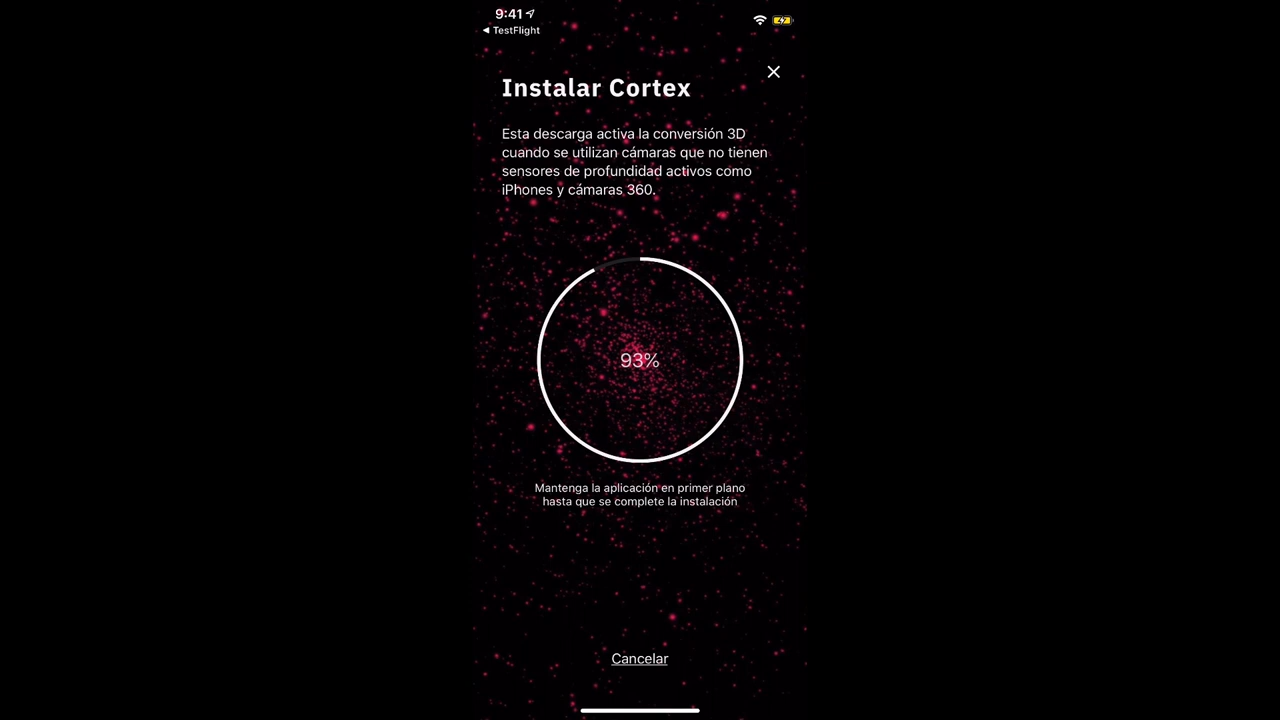 9:41
TestFlight
Instalar Cortex
Esta descarga activa la conversión 3D
cuando se utilizan cámaras que no tienen
sensores de profundidad activos como
iPhones y cámaras 360.
93%
Mantenga la aplicación en primer plano
hasta que se complete la instalación
Cancelar